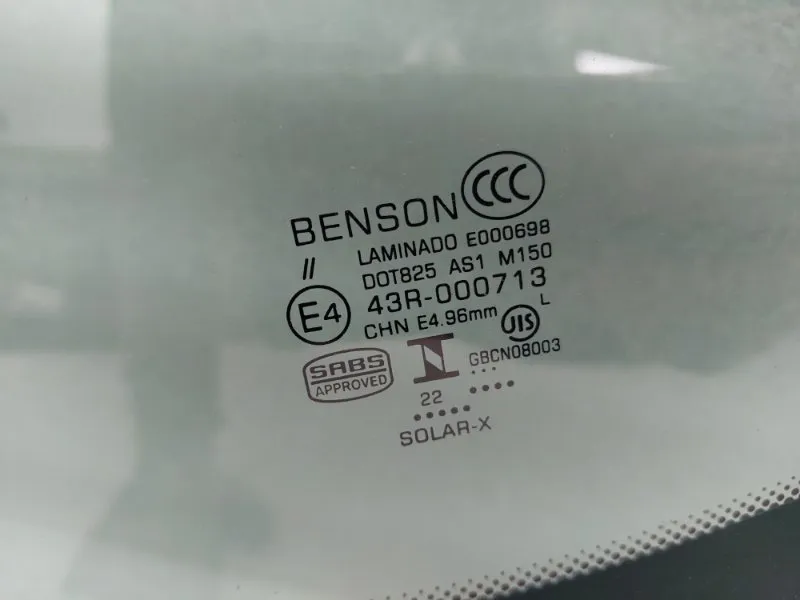 BENSON CCC
// LAMINADO E000698
DOT825 AS1 M150
E4 43R-000713
CHN E4.96mm JIS L
SABS APPROVED N GBCN08003
22
SOLAR-X